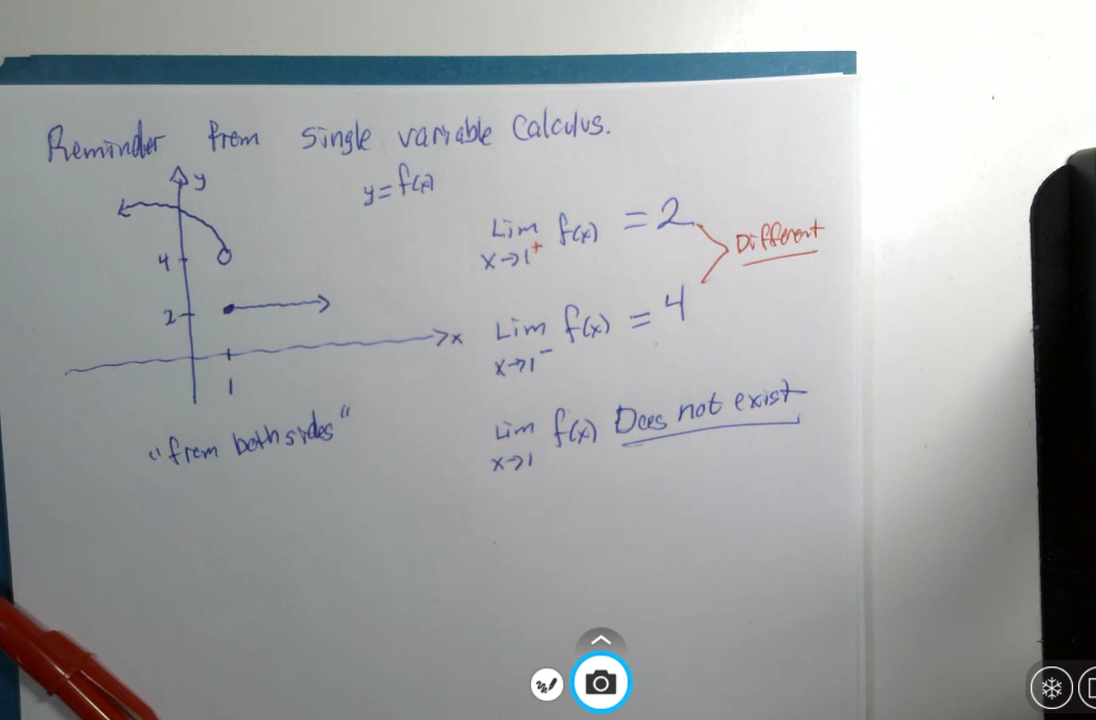 Reminder from single variable Calculus.
y
y=f(x)
4
2
x
1
"from both sides"
Lim f(x) = 2
x→1⁺
Different
Lim f(x) = 4
x→1⁻
Lim f(x) Does not exist
x→1